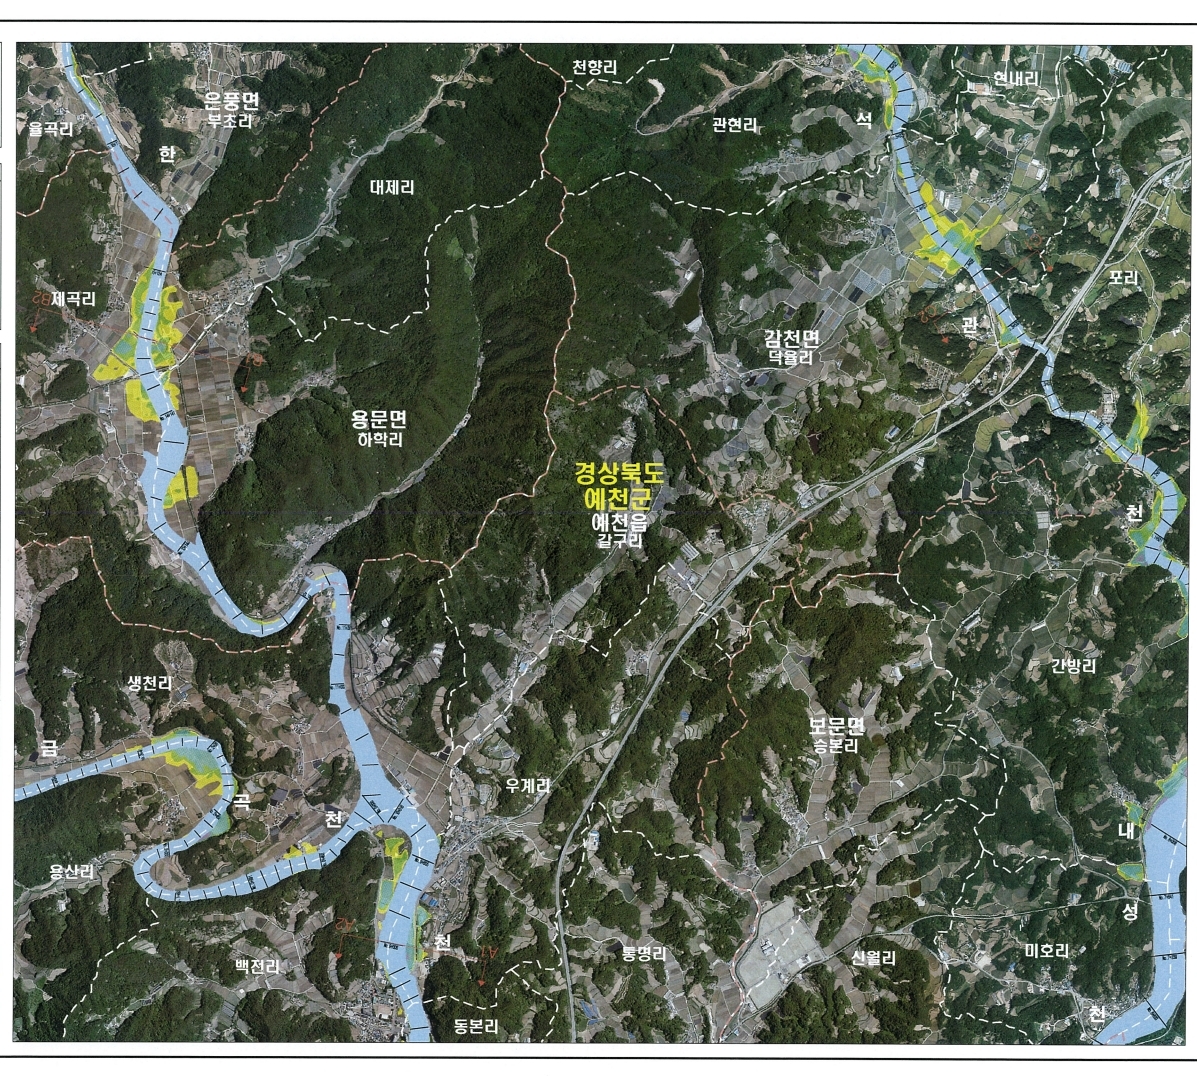 천향리
현내리
은풍면
부초리
율곡리
관현리
석
한
대제리
포리
제곡리
관
감천면
덕율리
용문면
하학리
경상북도
예천군
예천읍
갈구리
천
간방리
생천리
보문면
승본리
금
우계리
곡
천
내
용산리
성
천
백전리
통명리
신월리
미호리
천
동본리